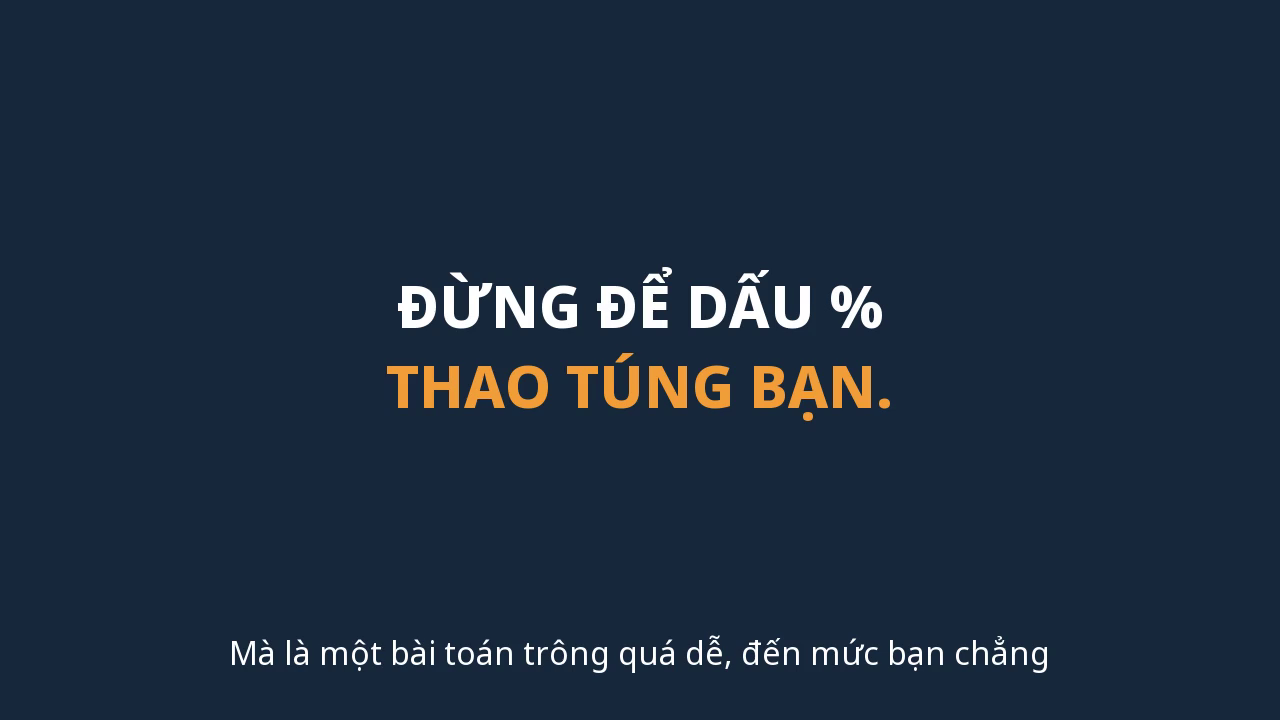 ĐỪNG ĐỂ DẤU %
THAO TÚNG BẠN.
Mà là một bài toán trông quá dễ, đến mức bạn chẳng